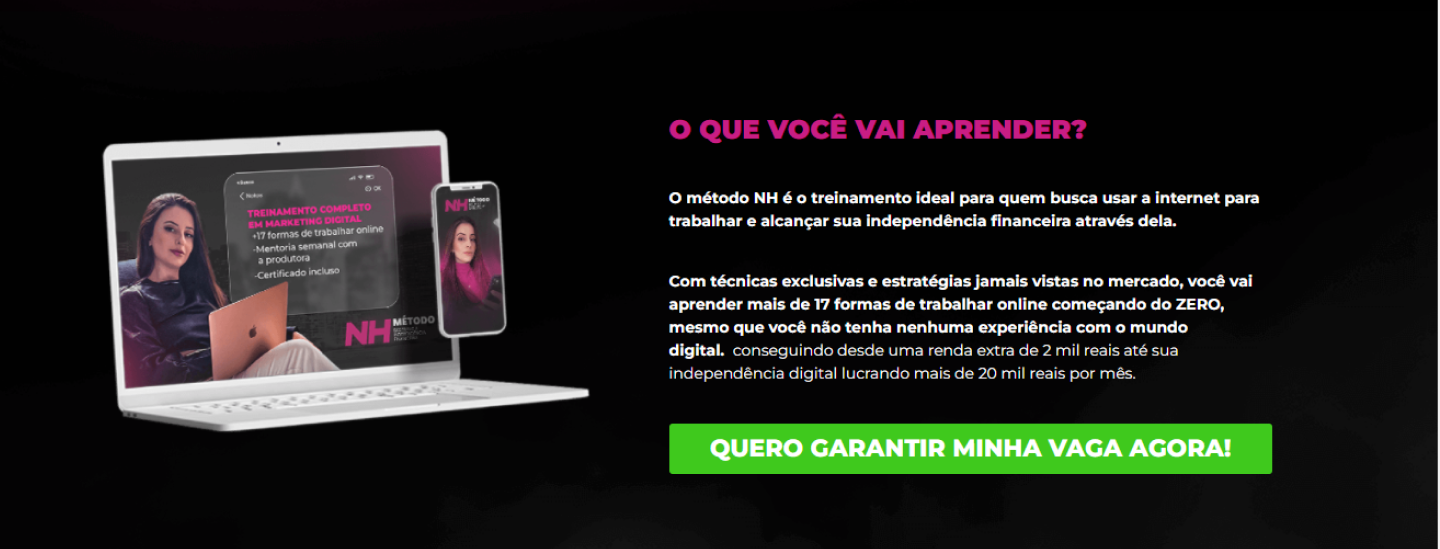 O QUE VOCÊ VAI APRENDER?
O método NH é o treinamento ideal para quem busca usar a internet para
trabalhar e alcançar sua independência financeira através dela.
Com técnicas exclusivas e estratégias jamais vistas no mercado, você vai
aprender mais de 17 formas de trabalhar online começando do ZERO,
mesmo que você não tenha nenhuma experiência com o mundo
digital. conseguindo desde uma renda extra de 2 mil reais até sua
independência digital lucrando mais de 20 mil reais por mês.
QUERO GARANTIR MINHA VAGA AGORA!
Notes
OK
TREINAMENTO COMPLETO
EM MARKETING DIGITAL
+17 formas de trabalhar online
-Mentoria semanal com
a produtora
-Certificado incluso
NH MÉTODO
NH MÉTODO